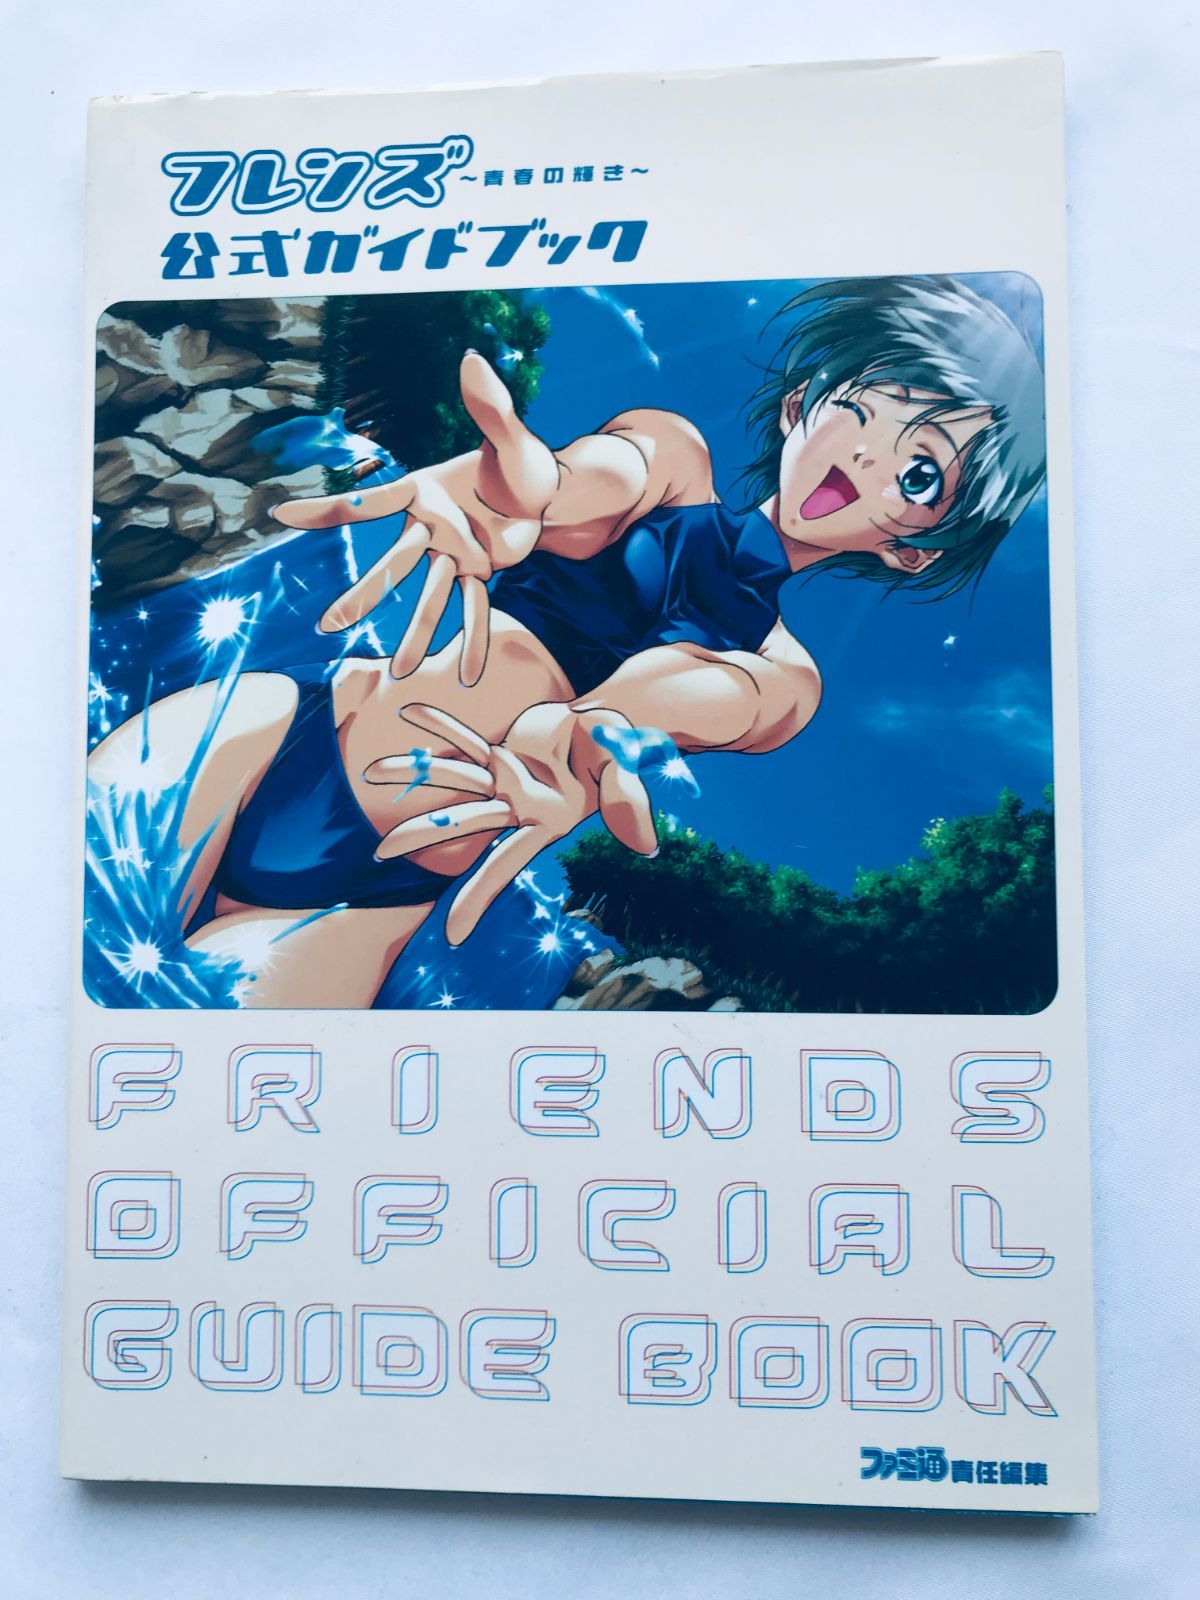 フレンズ ～青春の輝き～
公式ガイドブック
FRIENDS
OFFICIAL
GUIDE BOOK
ファミ通 責任編集